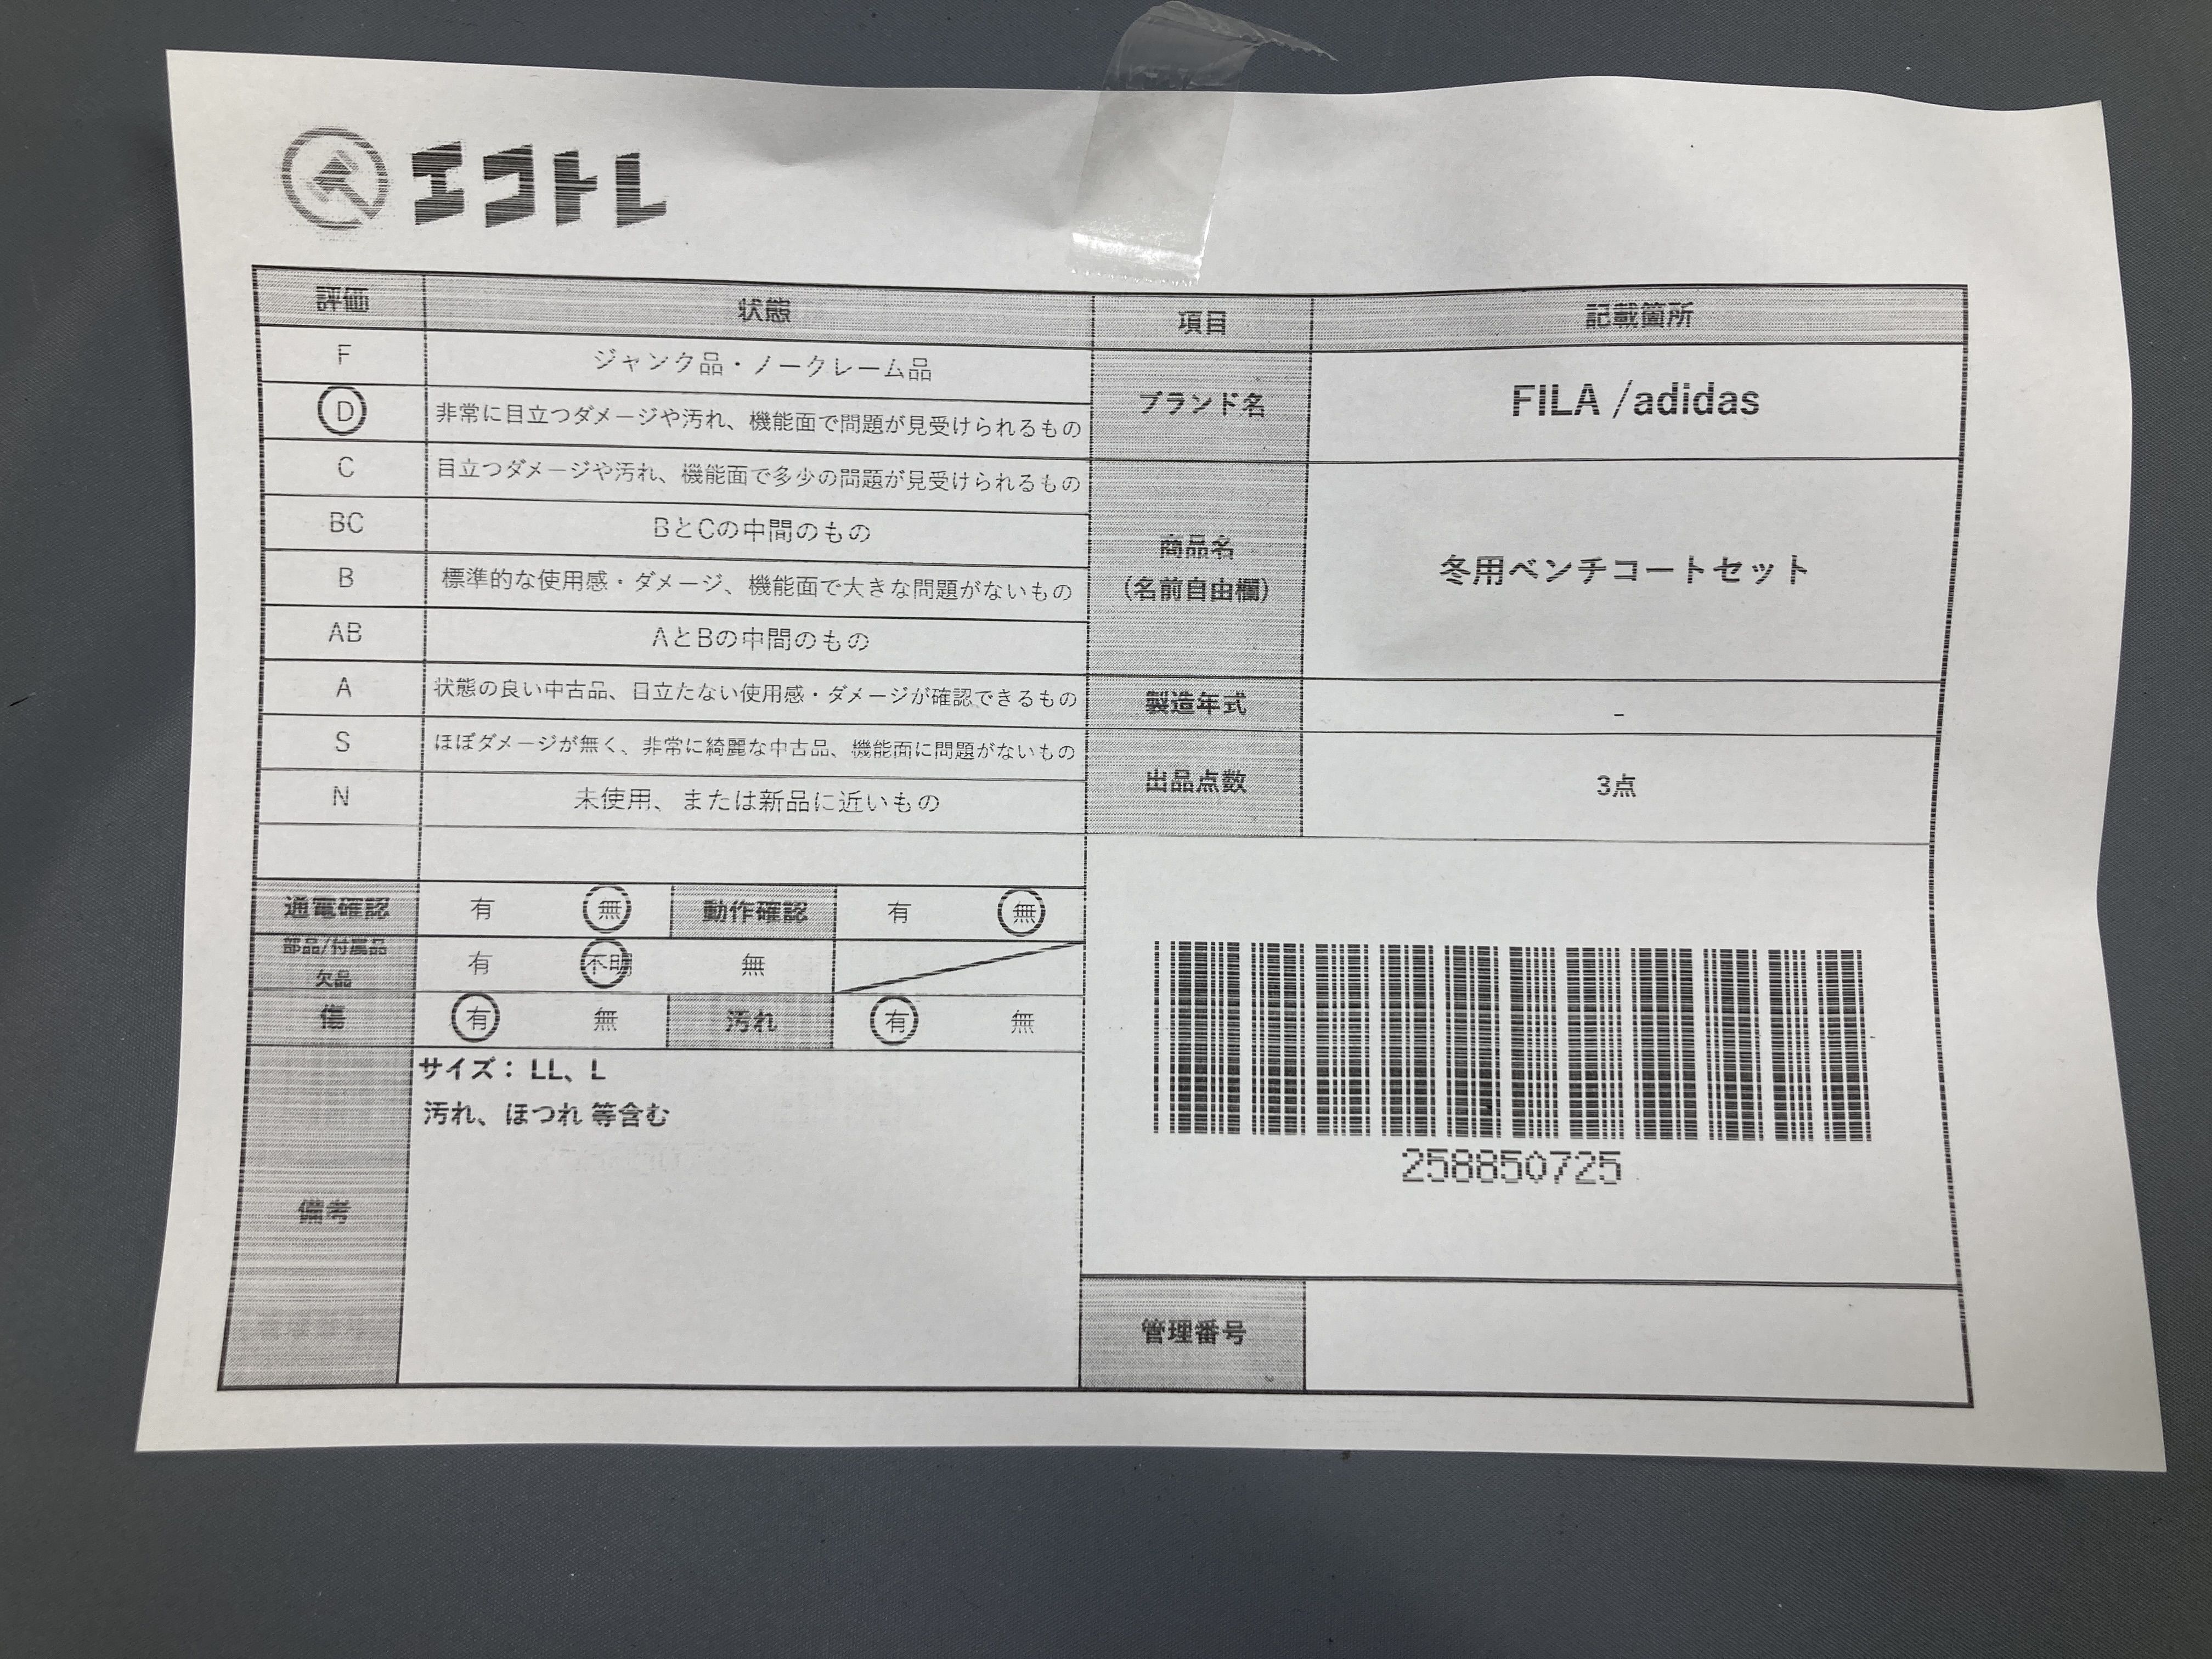 エコトレ
評価 状態 項目 記載箇所
F ジャンク品・ノークレーム品
D 非常に目立つダメージや汚れ、機能面で問題が見受けられるもの
ブランド名 FILA /adidas
C 目立つダメージや汚れ、機能面で多少の問題が見受けられるもの
BC BとCの中間のもの
商品名
(名前自由欄)
冬用ベンチコートセット
B 標準的な使用感・ダメージ、機能面で大きな問題がないもの
AB AとBの中間のもの
A 状態の良い中古品、目立たない使用感・ダメージが確認できるもの
製造年式 -
S ほぼダメージが無く、非常に綺麗な中古品、機能面に問題がないもの
出品点数 3点
N 未使用、または新品に近いもの
通電確認 有 無 動作確認 有 無
部品/付属品
欠品
有 不明 無
傷 有 無 汚れ 有 無
備考
サイズ： LL、L
汚れ、ほつれ 等含む
258850725
管理番号